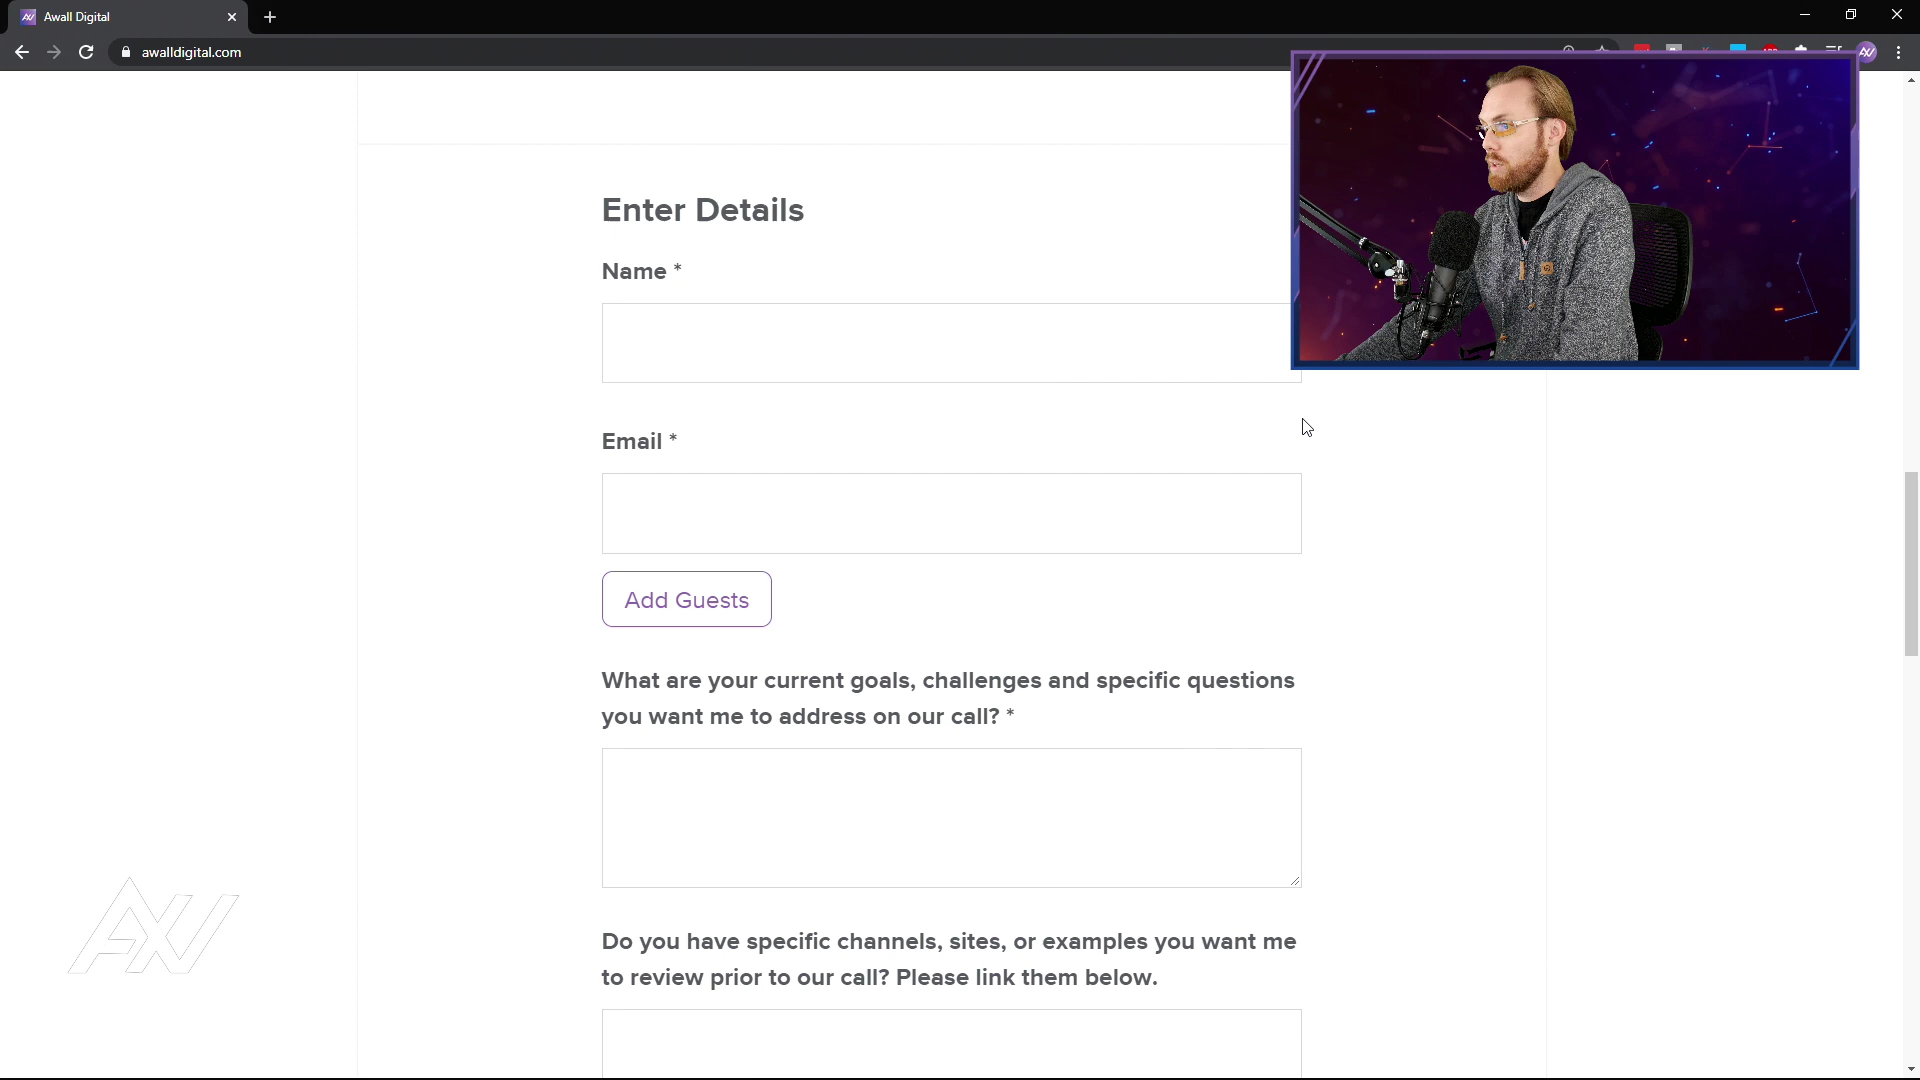 Awall Digital
awalldigital.com
Enter Details
Name *
Email *
Add Guests
What are your current goals, challenges and specific questions
you want me to address on our call? *
Do you have specific channels, sites, or examples you want me
to review prior to our call? Please link them below.